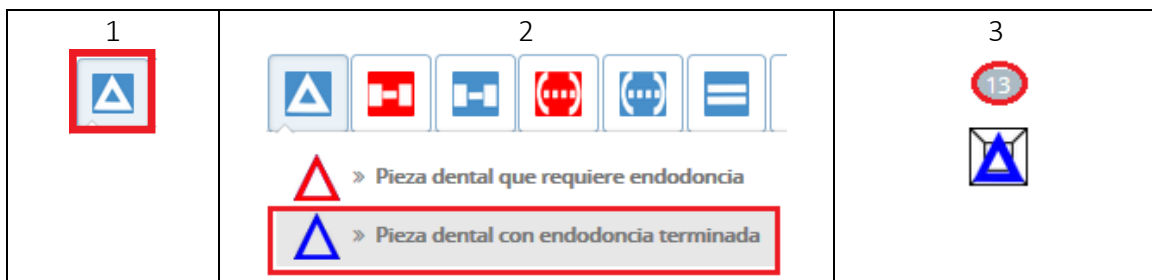 1
2
3
13
» Pieza dental que requiere endodoncia
» Pieza dental con endodoncia terminada